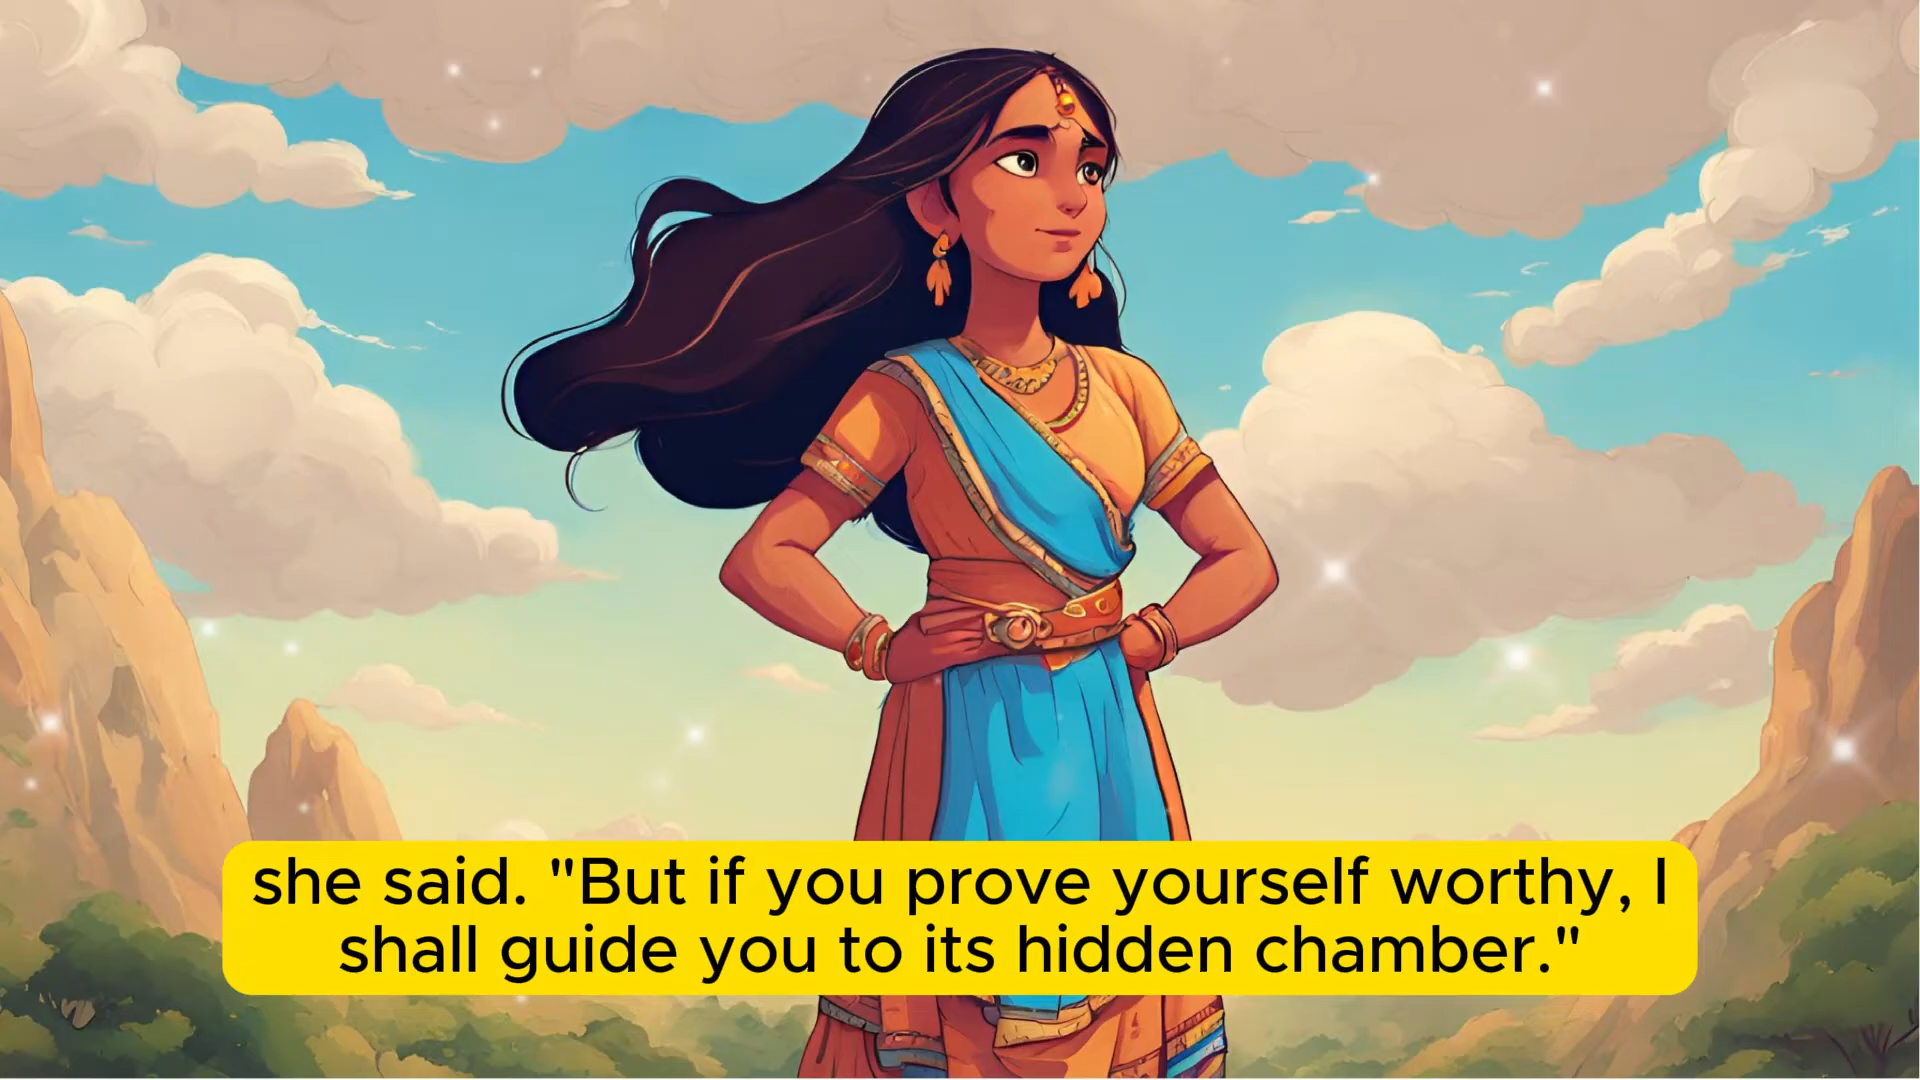 she said. "But if you prove yourself worthy, I
shall guide you to its hidden chamber."